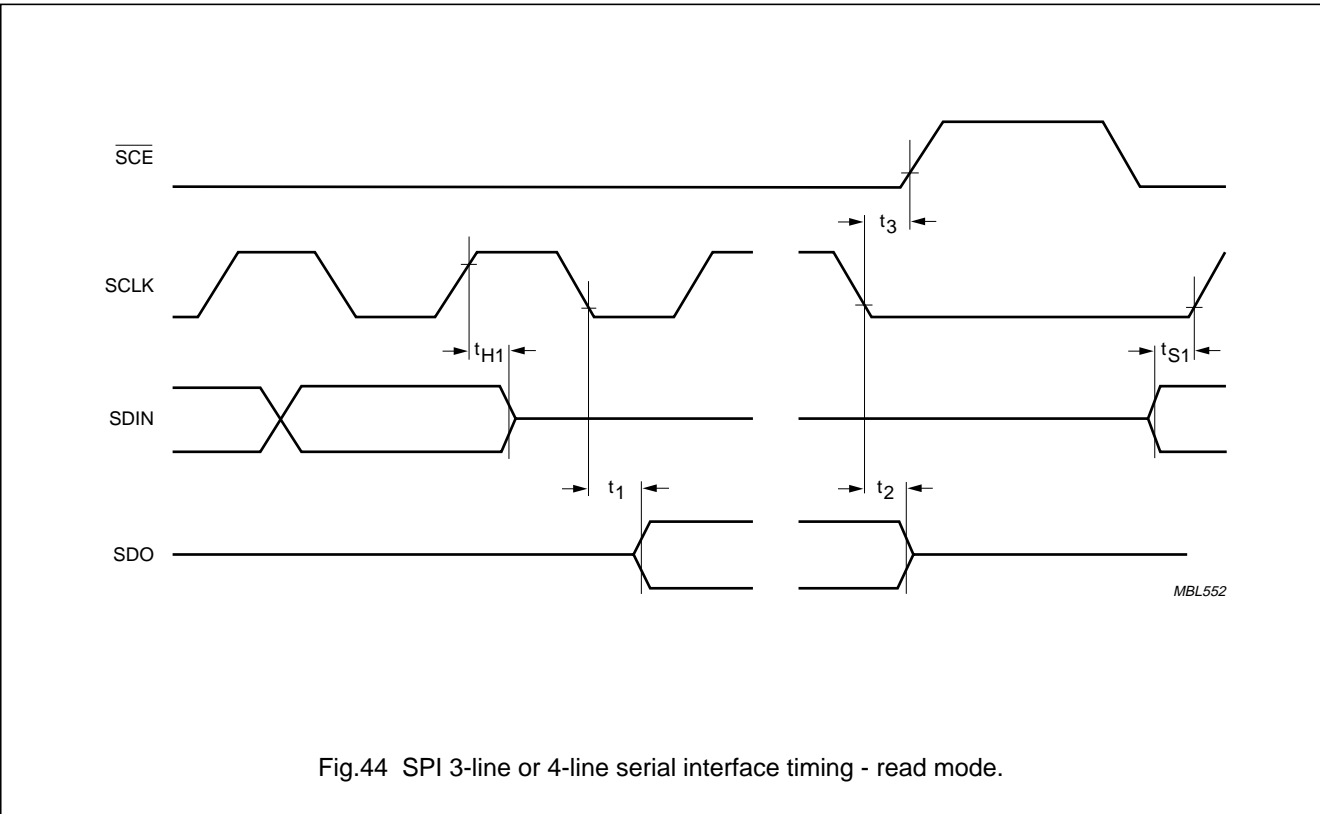 SCE
t3
SCLK
tH1
tS1
SDIN
t1
t2
SDO
MBL552
Fig.44 SPI 3-line or 4-line serial interface timing - read mode.